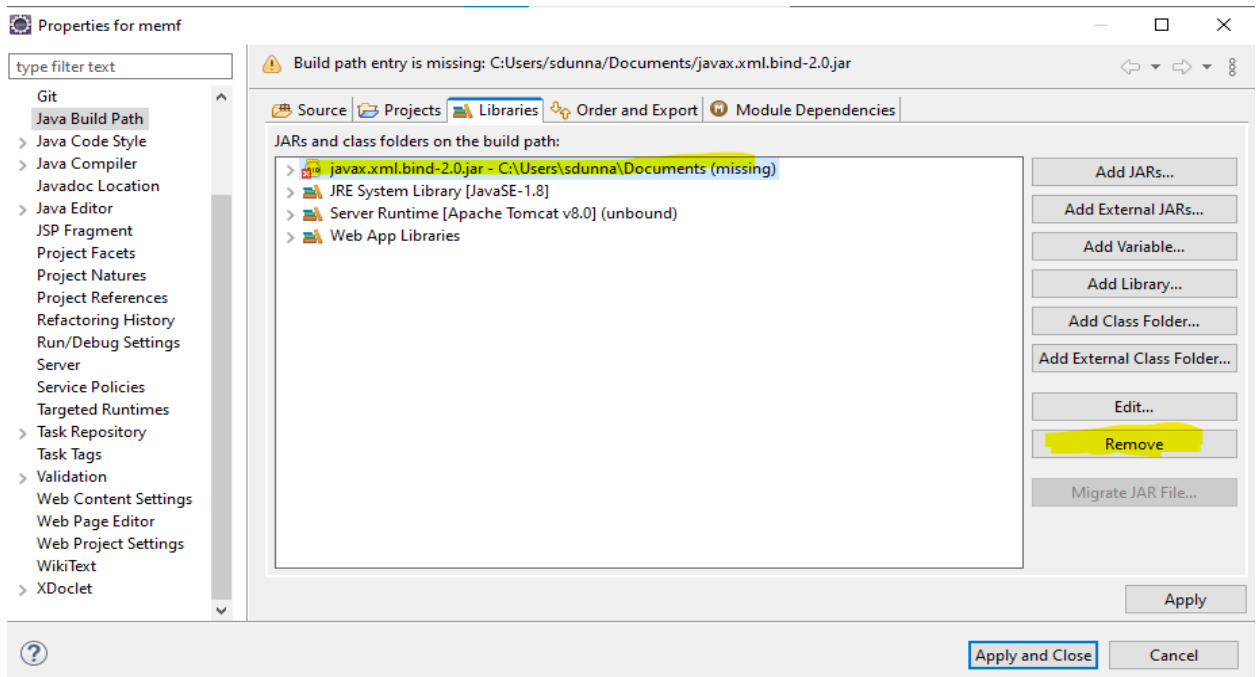 Properties for memf
type filter text
Git
Java Build Path
Java Code Style
Java Compiler
Javadoc Location
Java Editor
JSP Fragment
Project Facets
Project Natures
Project References
Refactoring History
Run/Debug Settings
Server
Service Policies
Targeted Runtimes
Task Repository
Task Tags
Validation
Web Content Settings
Web Page Editor
Web Project Settings
WikiText
XDoclet
Build path entry is missing: C:Users/sdunna/Documents/javax.xml.bind-2.0.jar
Source Projects Libraries Order and Export Module Dependencies
JARs and class folders on the build path:
javax.xml.bind-2.0.jar - C:\Users\sdunna\Documents (missing)
JRE System Library [JavaSE-1.8]
Server Runtime [Apache Tomcat v8.0] (unbound)
Web App Libraries
Add JARs...
Add External JARs...
Add Variable...
Add Library...
Add Class Folder...
Add External Class Folder...
Edit...
Remove
Migrate JAR File...
Apply
Apply and Close Cancel